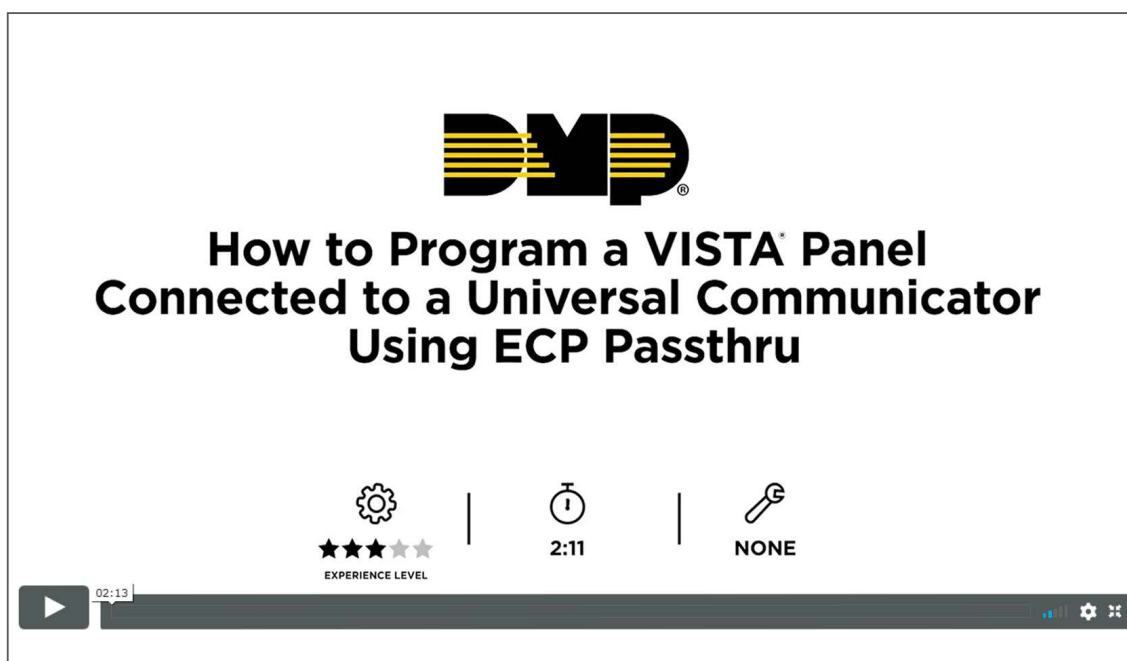 DMP®
How to Program a VISTA® Panel
Connected to a Universal Communicator
Using ECP Passthru
2:11
NONE
EXPERIENCE LEVEL
02:13